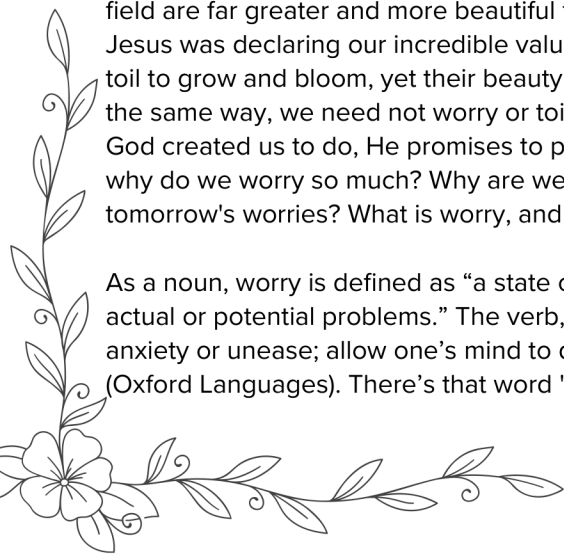 field are far greater and more beautiful
Jesus was declaring our incredible valu
toil to grow and bloom, yet their beauty
the same way, we need not worry or toi
God created us to do, He promises to p
why do we worry so much? Why are we
tomorrow's worries? What is worry, and
As a noun, worry is defined as “a state
actual or potential problems.” The verb,
anxiety or unease; allow one’s mind to
(Oxford Languages). There’s that word '